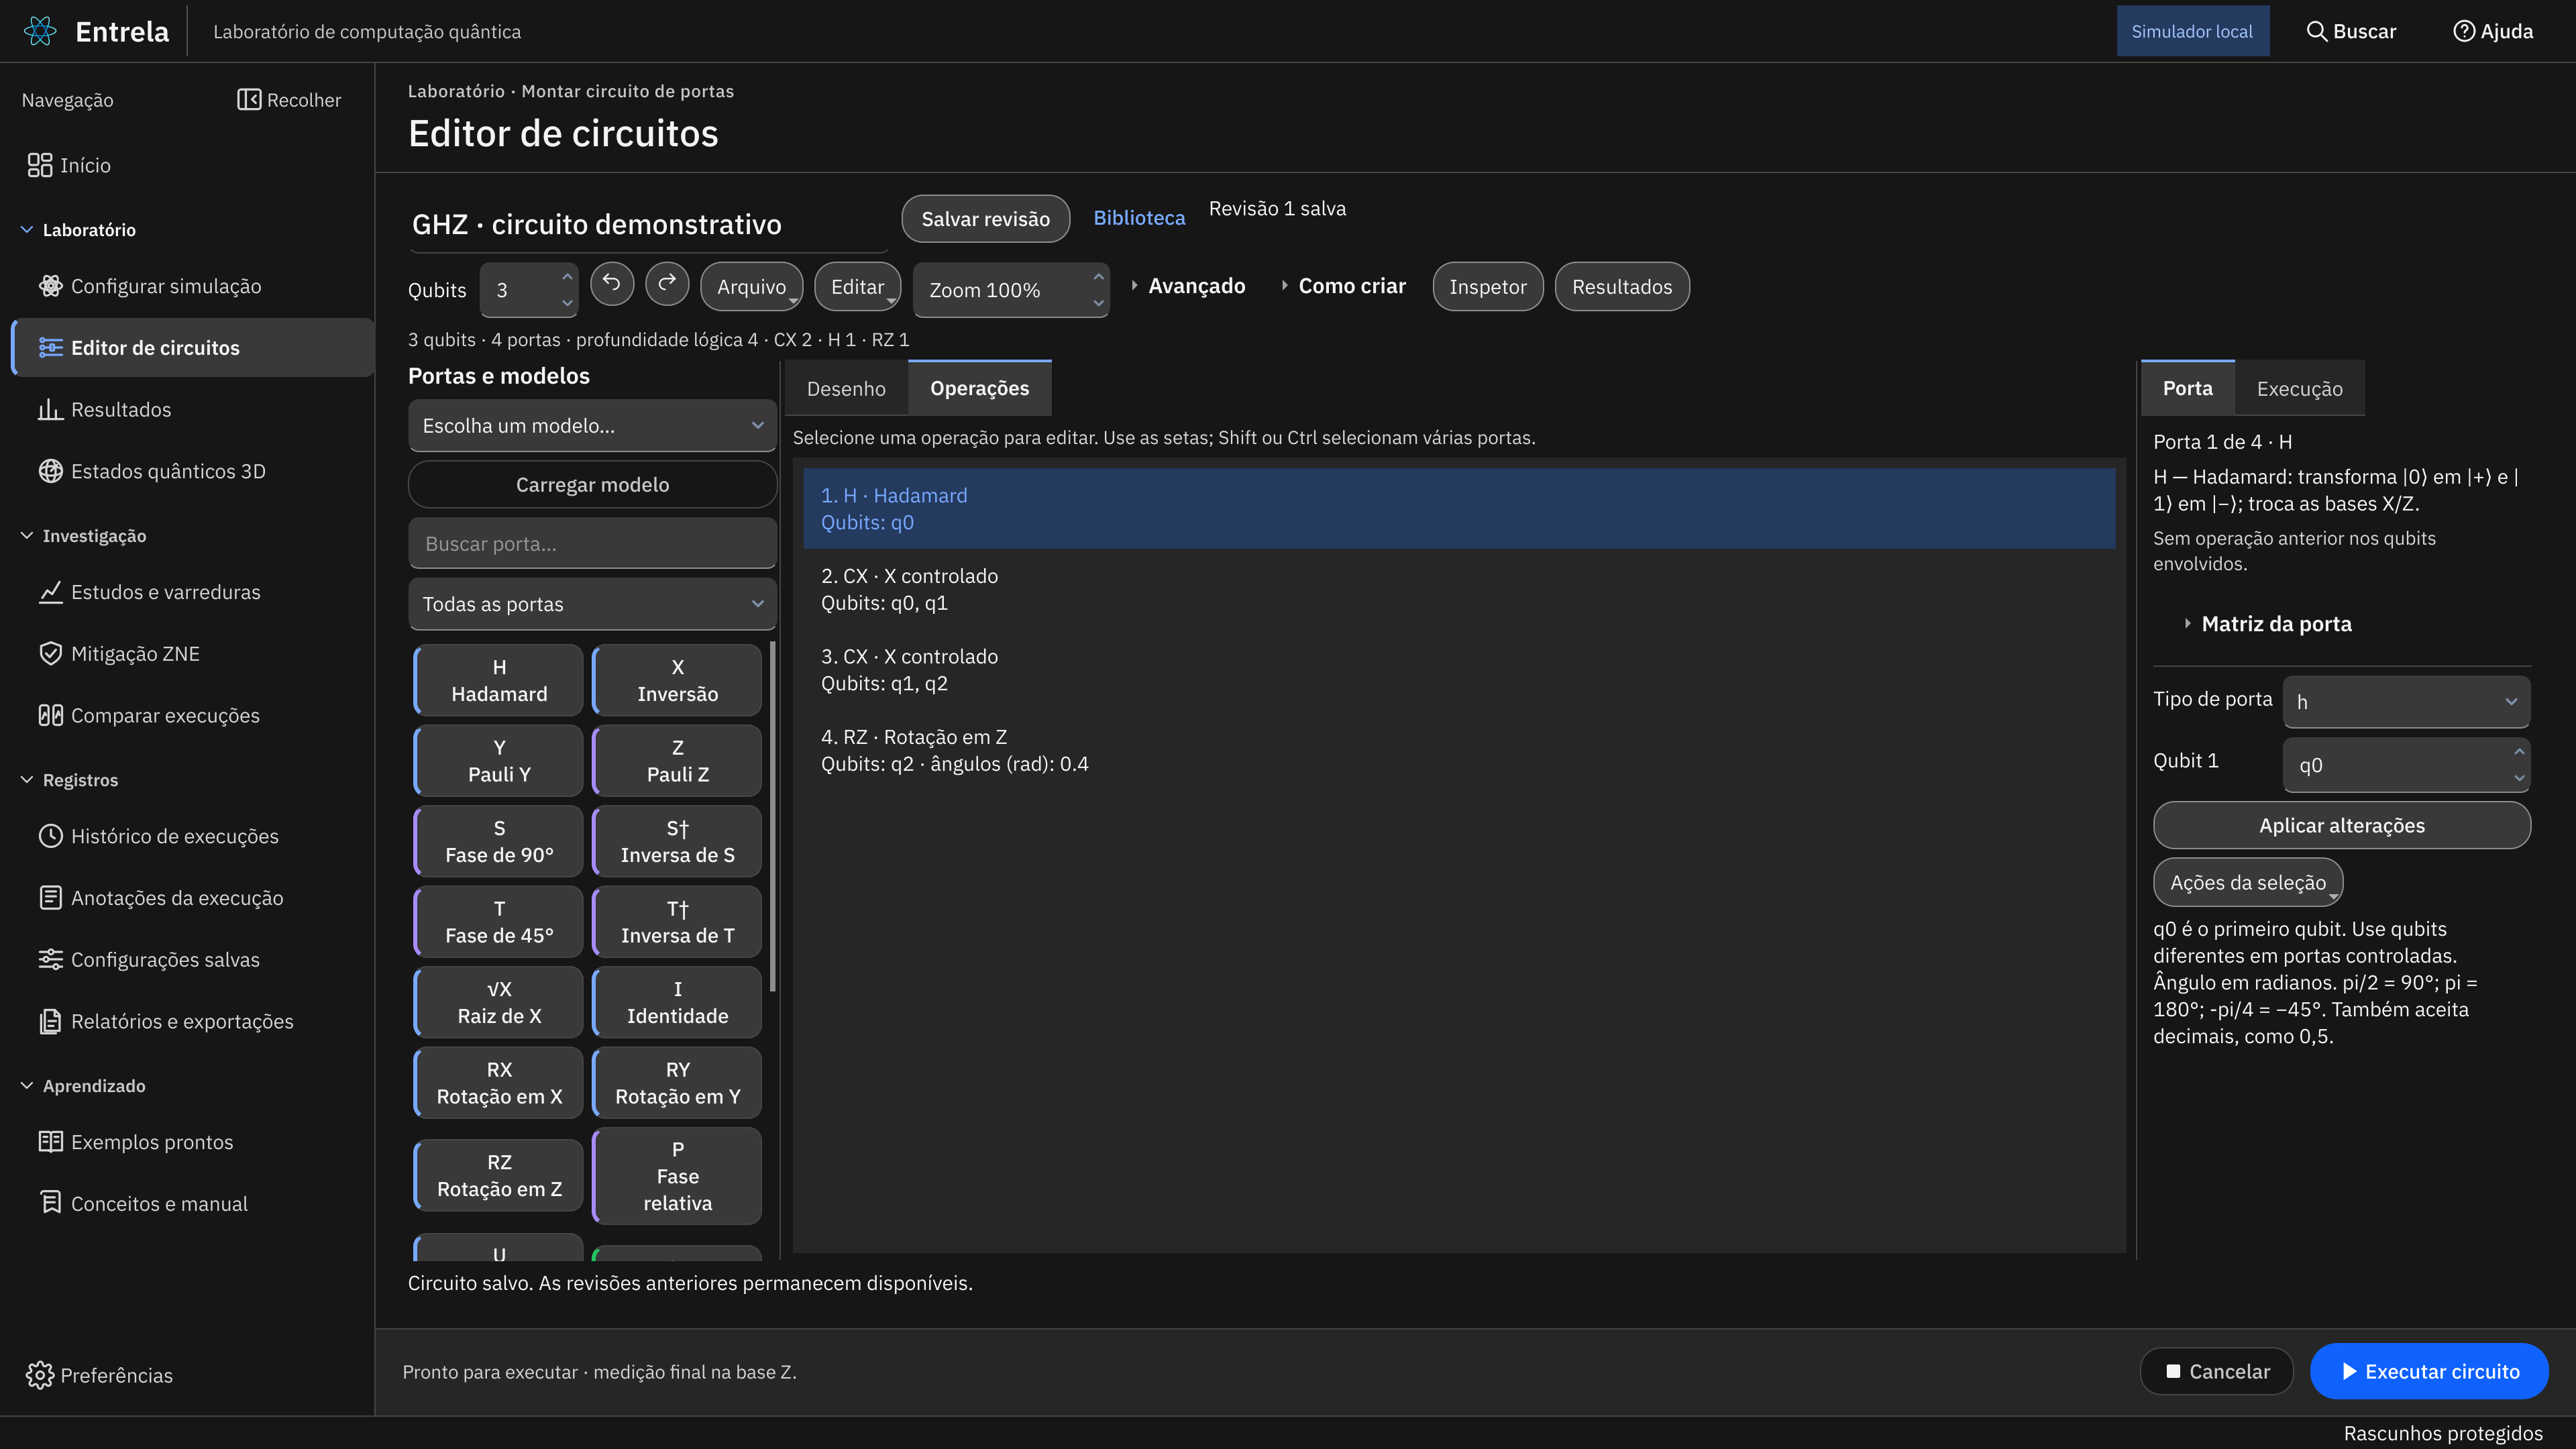 Entrela
Laboratório de computação quântica
Simulador local
Buscar
Ajuda
Navegação
Recolher
Início
Laboratório
Configurar simulação
Editor de circuitos
Resultados
Estados quânticos 3D
Investigação
Estudos e varreduras
Mitigação ZNE
Comparar execuções
Registros
Histórico de execuções
Anotações da execução
Configurações salvas
Relatórios e exportações
Aprendizado
Exemplos prontos
Conceitos e manual
Preferências
Laboratório · Montar circuito de portas
Editor de circuitos
GHZ · circuito demonstrativo
Salvar revisão
Biblioteca
Revisão 1 salva
Qubits
3
Arquivo
Editar
Zoom 100%
Avançado
Como criar
Inspetor
Resultados
3 qubits · 4 portas · profundidade lógica 4 · CX 2 · H 1 · RZ 1
Portas e modelos
Escolha um modelo...
Carregar modelo
Buscar porta...
Todas as portas
H
Hadamard
X
Inversão
Y
Pauli Y
Z
Pauli Z
S
Fase de 90°
S†
Inversa de S
T
Fase de 45°
T†
Inversa de T
√X
Raiz de X
I
Identidade
RX
Rotação em X
RY
Rotação em Y
RZ
Rotação em Z
P
Fase
relativa
U
Desenho
Operações
Selecione uma operação para editar. Use as setas; Shift ou Ctrl selecionam várias portas.
1. H · Hadamard
Qubits: q0
2. CX · X controlado
Qubits: q0, q1
3. CX · X controlado
Qubits: q1, q2
4. RZ · Rotação em Z
Qubits: q2 · ângulos (rad): 0.4
Porta
Execução
Porta 1 de 4 · H
H — Hadamard: transforma |0⟩ em |+⟩ e |
1⟩ em |−⟩; troca as bases X/Z.
Sem operação anterior nos qubits
envolvidos.
Matriz da porta
Tipo de porta
h
Qubit 1
q0
Aplicar alterações
Ações da seleção
q0 é o primeiro qubit. Use qubits
diferentes em portas controladas.
Ângulo em radianos. pi/2 = 90°; pi =
180°; -pi/4 = −45°. Também aceita
decimais, como 0,5.
Circuito salvo. As revisões anteriores permanecem disponíveis.
Pronto para executar · medição final na base Z.
Cancelar
Executar circuito
Rascunhos protegidos